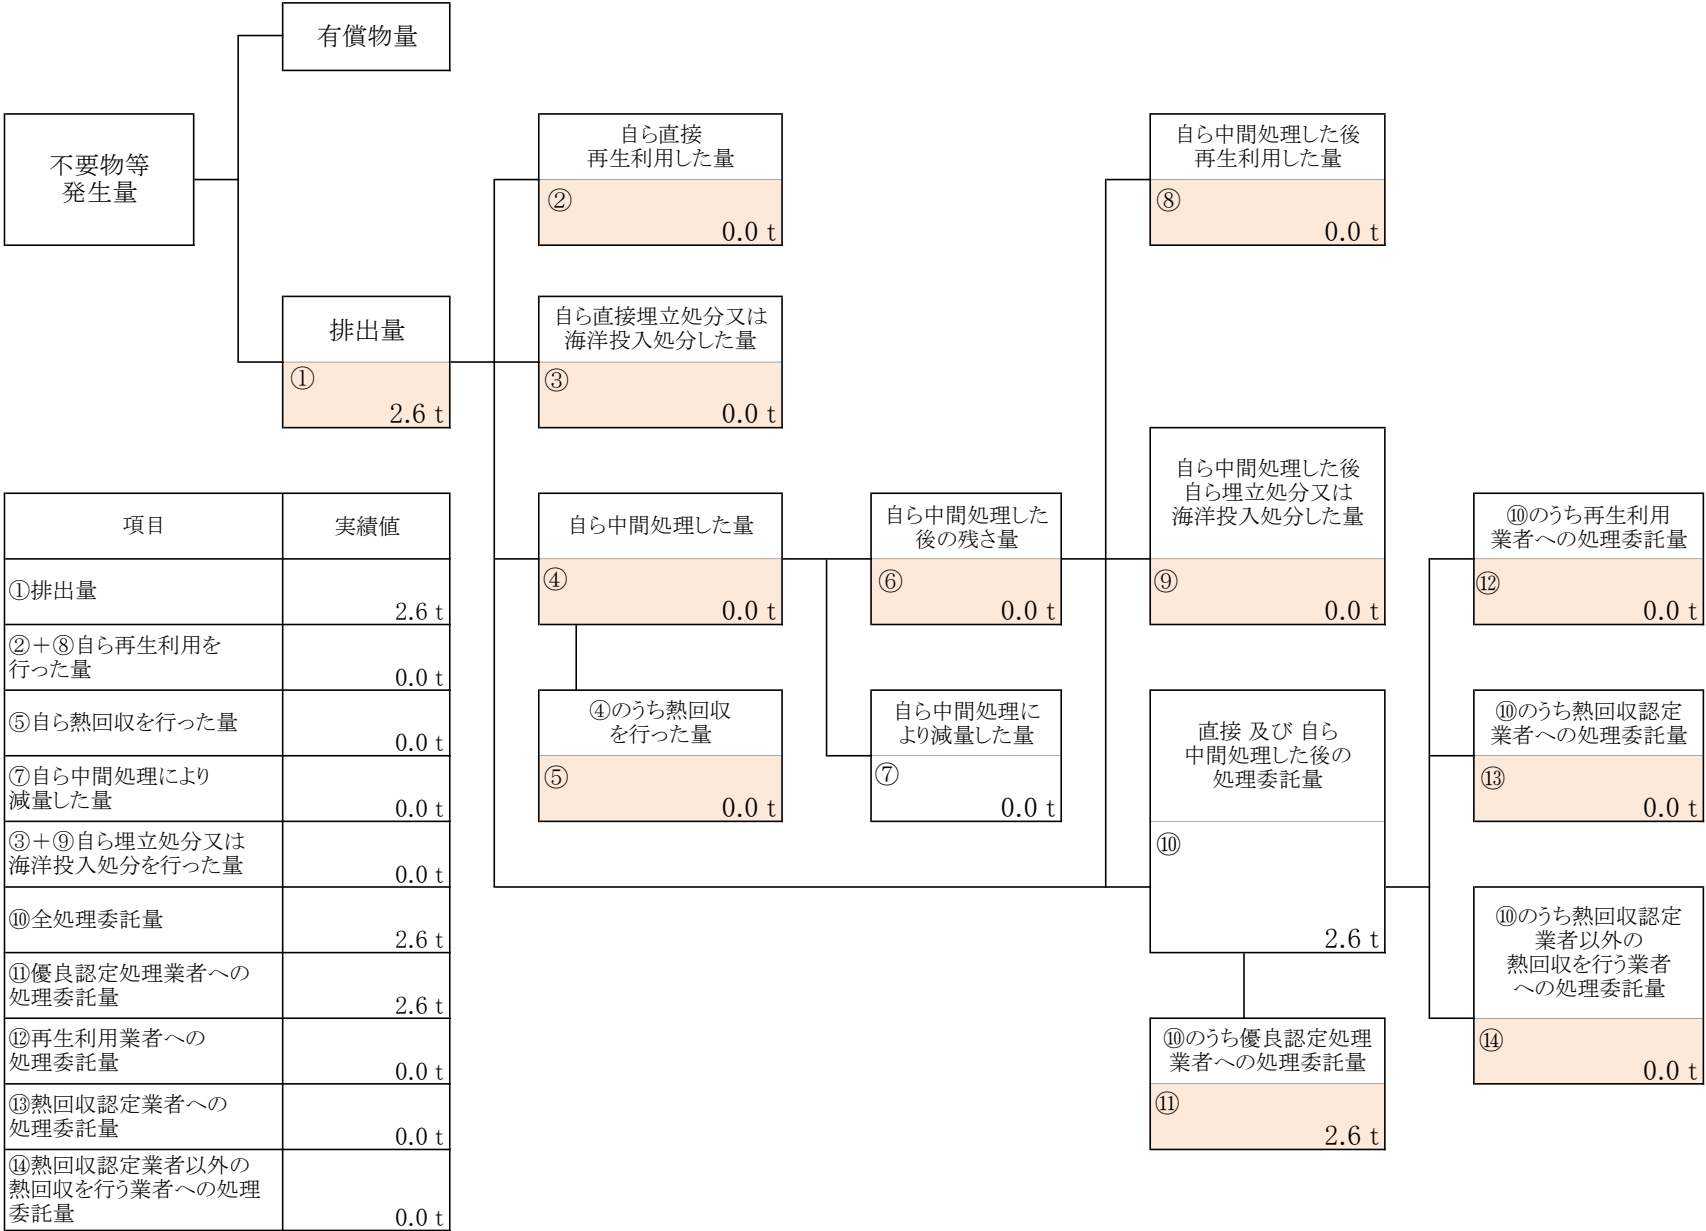 有償物量
不要物等
発生量
自ら直接
再生利用した量
②
0.0 t
自ら中間処理した後
再生利用した量
⑧
0.0 t
排出量
①
2.6 t
自ら直接埋立処分又は
海洋投入処分した量
③
0.0 t
自ら中間処理した量
④
0.0 t
自ら中間処理した
後の残さ量
⑥
0.0 t
自ら中間処理した後
自ら埋立処分又は
海洋投入処分した量
⑨
0.0 t
⑩のうち再生利用
業者への処理委託量
⑫
0.0 t
④のうち熱回収
を行った量
⑤
0.0 t
自ら中間処理に
より減量した量
⑦
0.0 t
直接 及び 自ら
中間処理した後の
処理委託量
⑩
2.6 t
⑩のうち熱回収認定
業者への処理委託量
⑬
0.0 t
⑩のうち熱回収認定
業者以外の
熱回収を行う業者
への処理委託量
⑭
0.0 t
⑩のうち優良認定処理
業者への処理委託量
⑪
2.6 t
項目 実績値
①排出量
2.6 t
②＋⑧自ら再生利用を
行った量
0.0 t
⑤自ら熱回収を行った量
0.0 t
⑦自ら中間処理により
減量した量
0.0 t
③＋⑨自ら埋立処分又は
海洋投入処分を行った量
0.0 t
⑩全処理委託量
2.6 t
⑪優良認定処理業者への
処理委託量
2.6 t
⑫再生利用業者への
処理委託量
0.0 t
⑬熱回収認定業者への
処理委託量
0.0 t
⑭熱回収認定業者以外の
熱回収を行う業者への処理
委託量
0.0 t